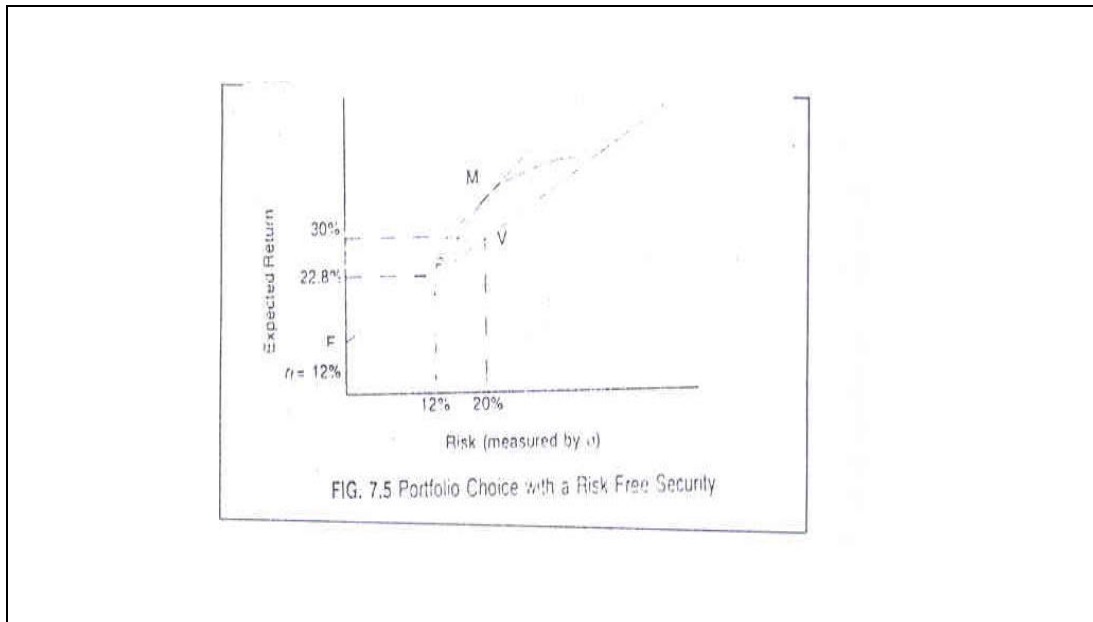 M
Expected Return
30%
V
22.8%
F
= 12%
12% 20%
Risk (measured by
FIG. 7.5 Portfolio Choice with a Risk Free Security